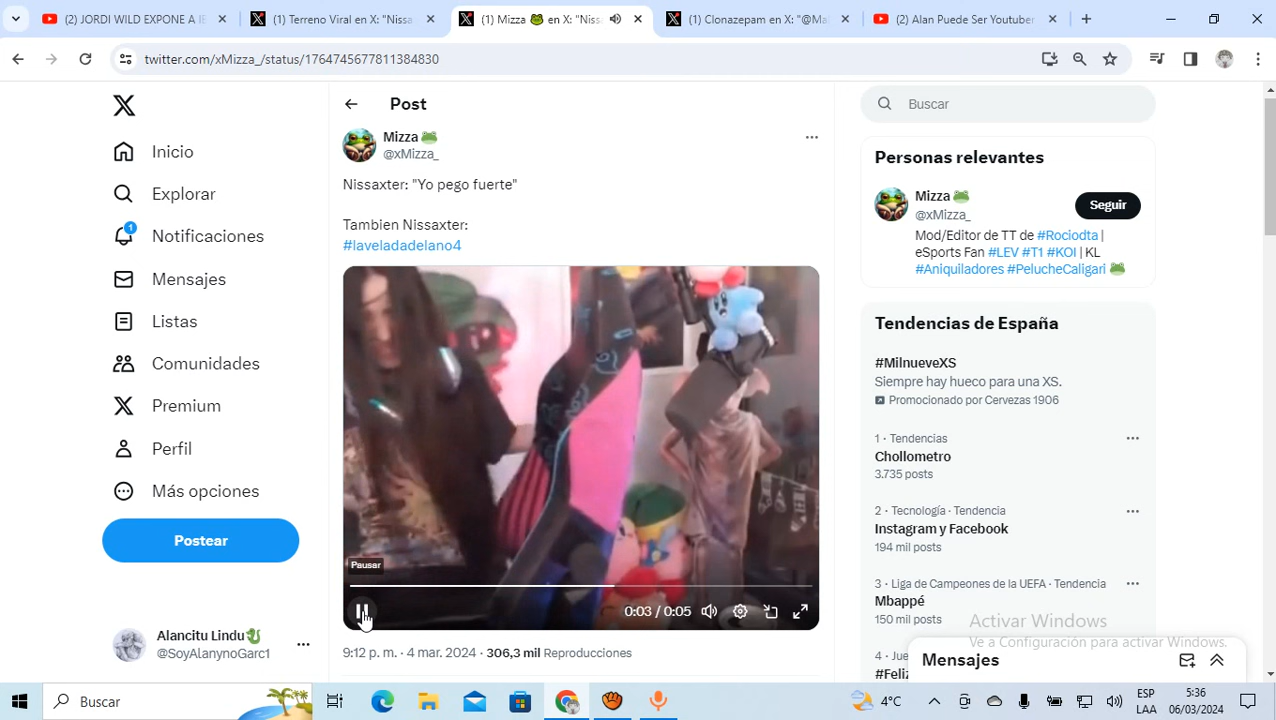 (2) JORDI WILD EXPONE A
(1) Terreno Viral en X: "Nissa
(1) Mizza 🐸 en X: "Niss
(1) Clonazepam en X: "@Ma
(2) Alan Puede Ser Youtuber
twitter.com/xMizza_/status/1764745677811384830
Post
Buscar
Inicio
Explorar
1
Notificaciones
Mensajes
Listas
Comunidades
Premium
Perfil
Más opciones
Postear
Alancitu Lindu🐉
@SoyAlanynoGarc1
Mizza 🐸
@xMizza_
Nissaxter: "Yo pego fuerte"
Tambien Nissaxter:
#laveladadelano4
Pausar
0:03 / 0:05
9:12 p. m. · 4 mar. 2024 · 306,3 mil Reproducciones
Personas relevantes
Mizza 🐸
@xMizza_
Seguir
Mod/Editor de TT de #Rociodta |
eSports Fan #LEV #T1 #KOI | KL
#Aniquiladores #PelucheCaligari 🐸
Tendencias de España
#MilnueveXS
Siempre hay hueco para una XS.
Promocionado por Cervezas 1906
1 · Tendencias
Chollometro
3.735 posts
2 · Tecnología · Tendencia
Instagram y Facebook
194 mil posts
3 · Liga de Campeones de la UEFA · Tendencia
Mbappé
150 mil posts
Activar Windows
Ve a Configuración para activar Windows.
4 · Jue
#Feliz
Mensajes
Buscar
4°C
ESP
LAA
5:36
06/03/2024